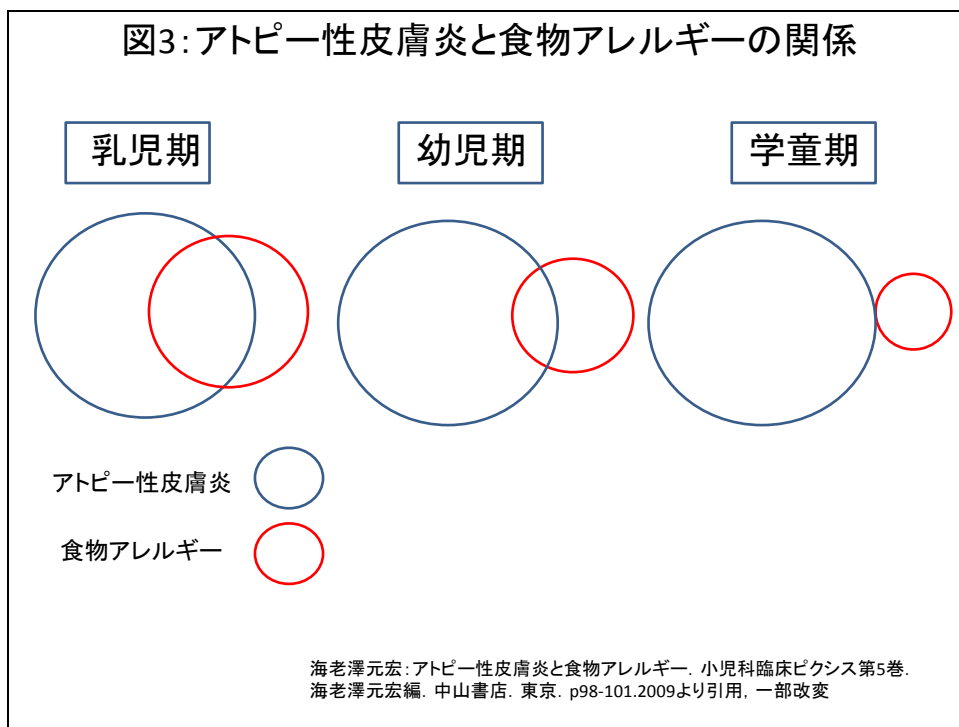 図3：アトピー性皮膚炎と食物アレルギーの関係
乳児期
幼児期
学童期
アトピー性皮膚炎
食物アレルギー
海老澤元宏：アトピー性皮膚炎と食物アレルギー．小児科臨床ピクシス第5巻．
海老澤元宏編．中山書店．東京．p98-101.2009より引用，一部改変